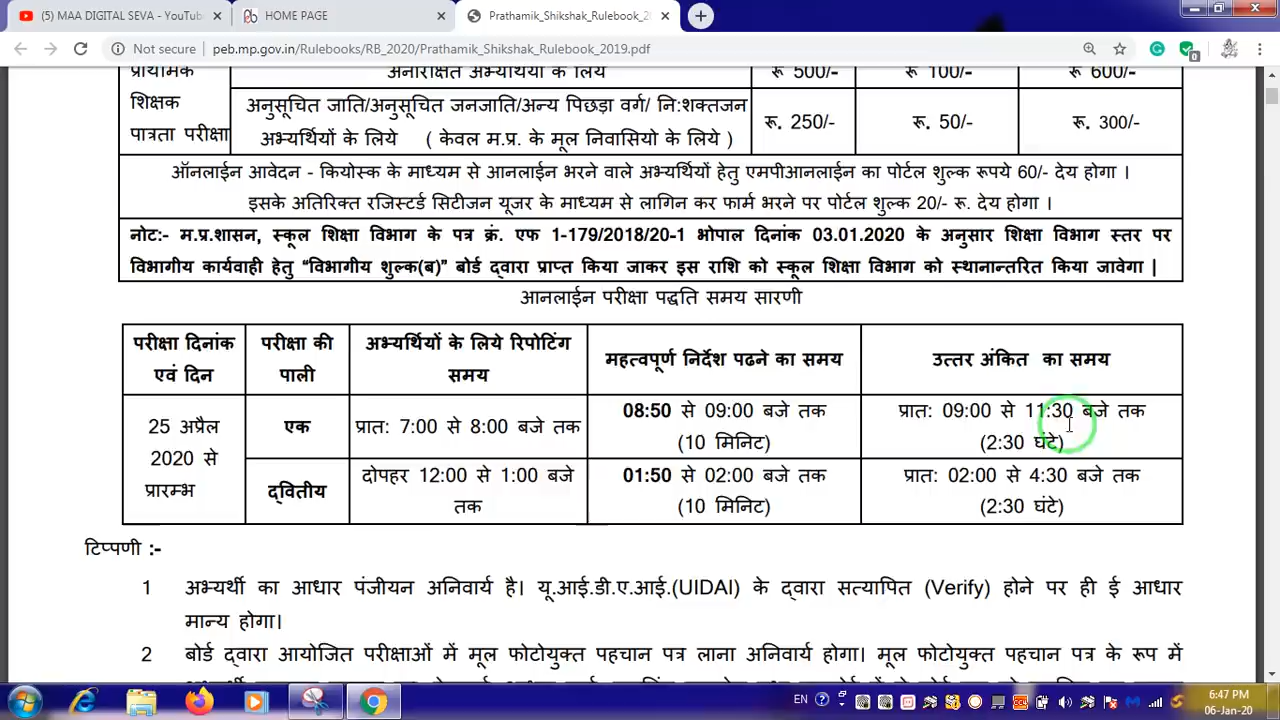 (5) MAA DIGITAL SEVA - YouTu
HOME PAGE
Prathamik_Shikshak_Rulebook_2
Not secure
peb.mp.gov.in/Rulebooks/RB_2020/Prathamik_Shikshak_Rulebook_2019.pdf
प्राथमिक
शिक्षक
पात्रता परीक्षा
अनारक्षित अभ्यर्थियों के लिये
रू 500/-
रू 100/-
रू 600/-
अनुसूचित जाति/अनुसूचित जनजाति/अन्य पिछड़ा वर्ग/ नि:शक्तजन
अभ्यर्थियों के लिये ( केवल म.प्र. के मूल निवासियो के लिये )
रू. 250/-
रू. 50/-
रू. 300/-
ऑनलाईन आवेदन - कियोस्क के माध्यम से आनलाईन भरने वाले अभ्यर्थियों हेतु एमपीआनलाईन का पोर्टल शुल्क रूपये 60/- देय होगा ।
इसके अतिरिक्त रजिस्टर्ड सिटीजन यूजर के माध्यम से लागिन कर फार्म भरने पर पोर्टल शुल्क 20/- रू. देय होगा ।
नोट:- म.प्र.शासन, स्कूल शिक्षा विभाग के पत्र क्रं. एफ 1-179/2018/20-1 भोपाल दिनांक 03.01.2020 के अनुसार शिक्षा विभाग स्तर पर
विभागीय कार्यवाही हेतु “विभागीय शुल्क(ब)” बोर्ड द्वारा प्राप्त किया जाकर इस राशि को स्कूल शिक्षा विभाग को स्थानान्तरित किया जावेगा |
आनलाईन परीक्षा पद्धति समय सारणी
परीक्षा दिनांक
एवं दिन
परीक्षा की
पाली
अभ्यर्थियों के लिये रिपोटिंग
समय
महत्वपूर्ण निर्देश पढने का समय
उत्तर अंकित का समय
25 अप्रैल
2020 से
प्रारम्भ
एक
प्रात: 7:00 से 8:00 बजे तक
08:50 से 09:00 बजे तक
(10 मिनिट)
प्रात: 09:00 से 11:30 बजे तक
(2:30 घंटे)
द्वितीय
दोपहर 12:00 से 1:00 बजे
तक
01:50 से 02:00 बजे तक
(10 मिनिट)
प्रात: 02:00 से 4:30 बजे तक
(2:30 घंटे)
टिप्पणी :-
1 अभ्यर्थी का आधार पंजीयन अनिवार्य है। यू.आई.डी.ए.आई.(UIDAI) के द्वारा सत्यापित (Verify) होने पर ही ई आधार
मान्य होगा।
2 बोर्ड द्वारा आयोजित परीक्षाओं में मूल फोटोयुक्त पहचान पत्र लाना अनिवार्य होगा। मूल फोटोयुक्त पहचान पत्र के रूप में
EN
6:47 PM
06-Jan-20